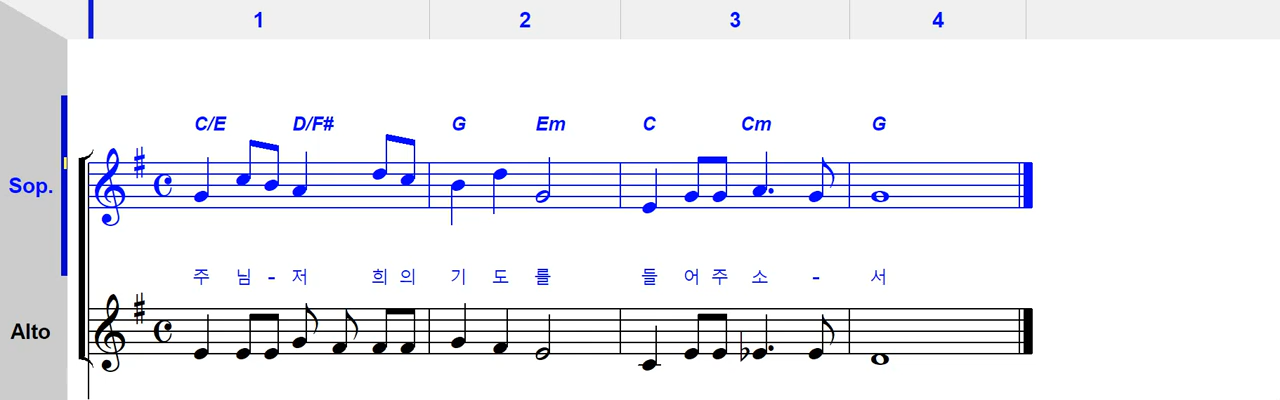 1 2 3 4
C/E D/F# G Em C Cm G
Sop.
주 님 - 저 희 의 기 도 를 들 어 주 소 - 서
Alto